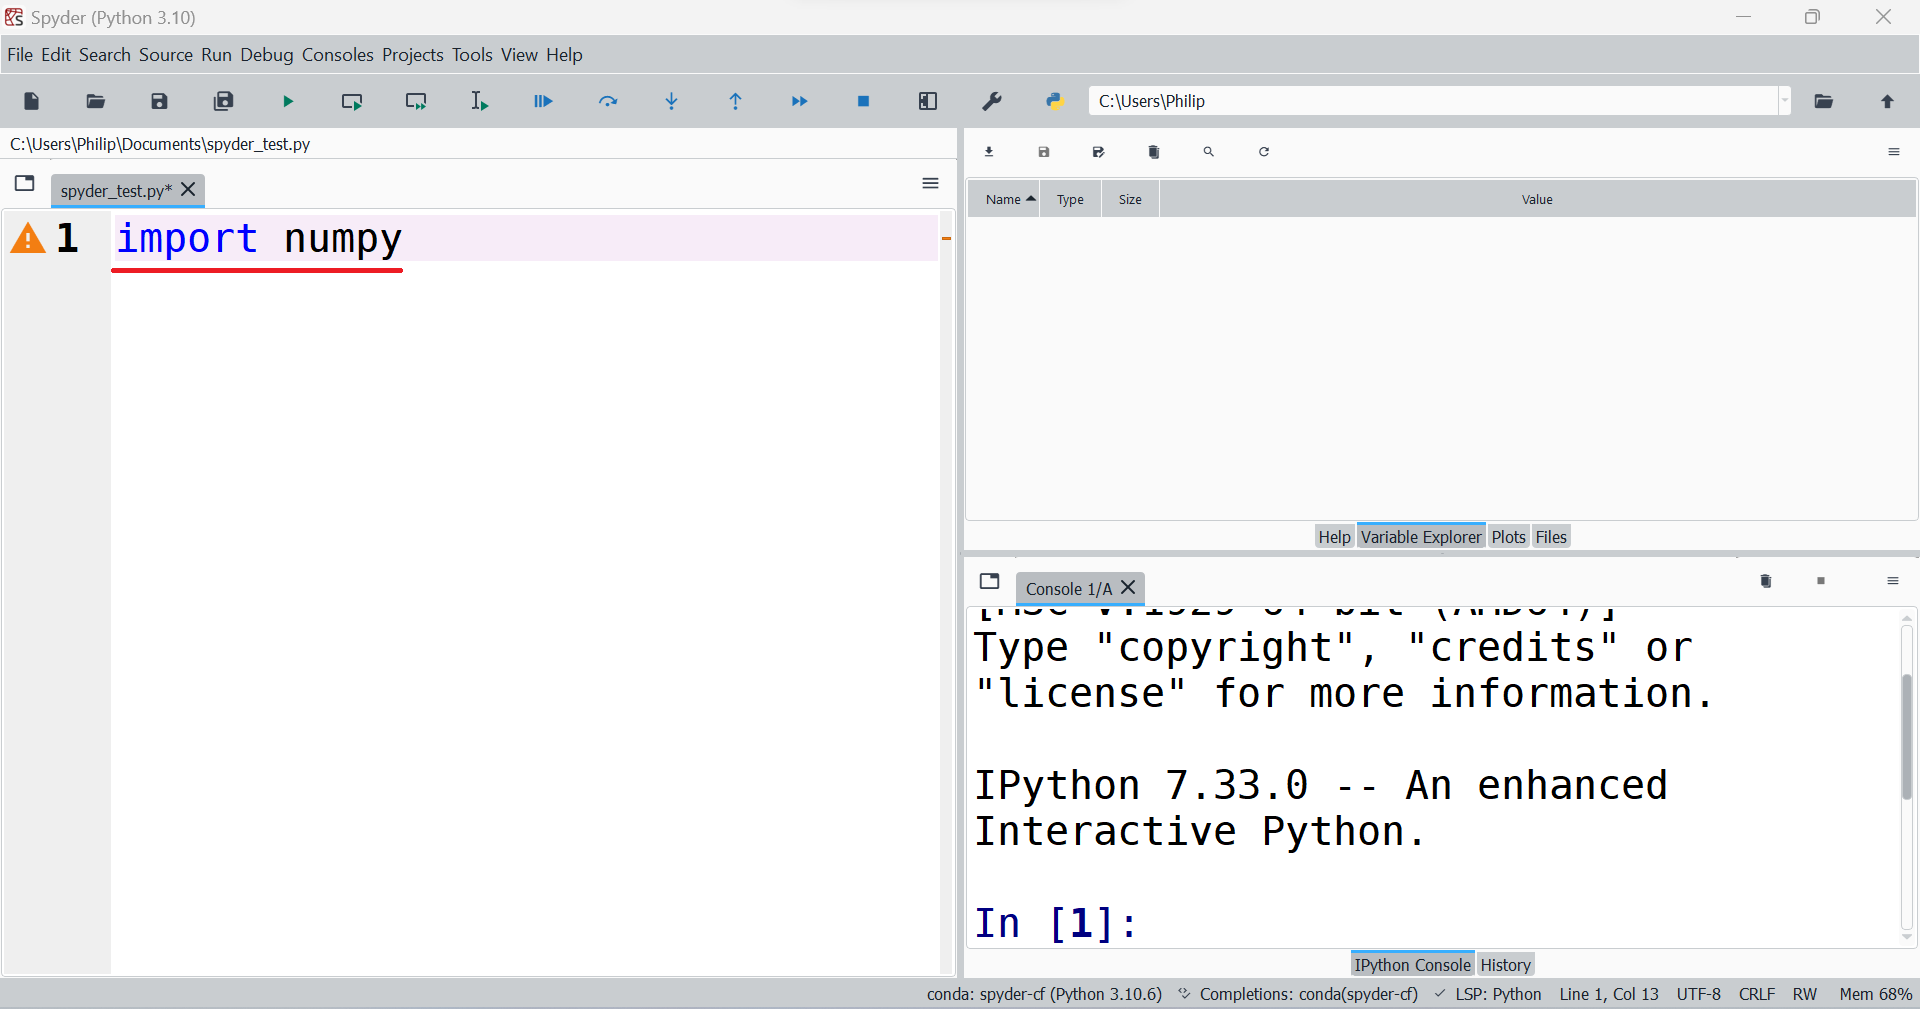 Spyder (Python 3.10)
File Edit Search Source Run Debug Consoles Projects Tools View Help
C:\Users\Philip
C:\Users\Philip\Documents\spyder_test.py
spyder_test.py*
1 import numpy
Name Type Size Value
Help Variable Explorer Plots Files
Console 1/A
Type "copyright", "credits" or
"license" for more information.
IPython 7.33.0 -- An enhanced
Interactive Python.
In [1]:
IPython Console History
conda: spyder-cf (Python 3.10.6) Completions: conda(spyder-cf) LSP: Python Line 1, Col 13 UTF-8 CRLF RW Mem 68%